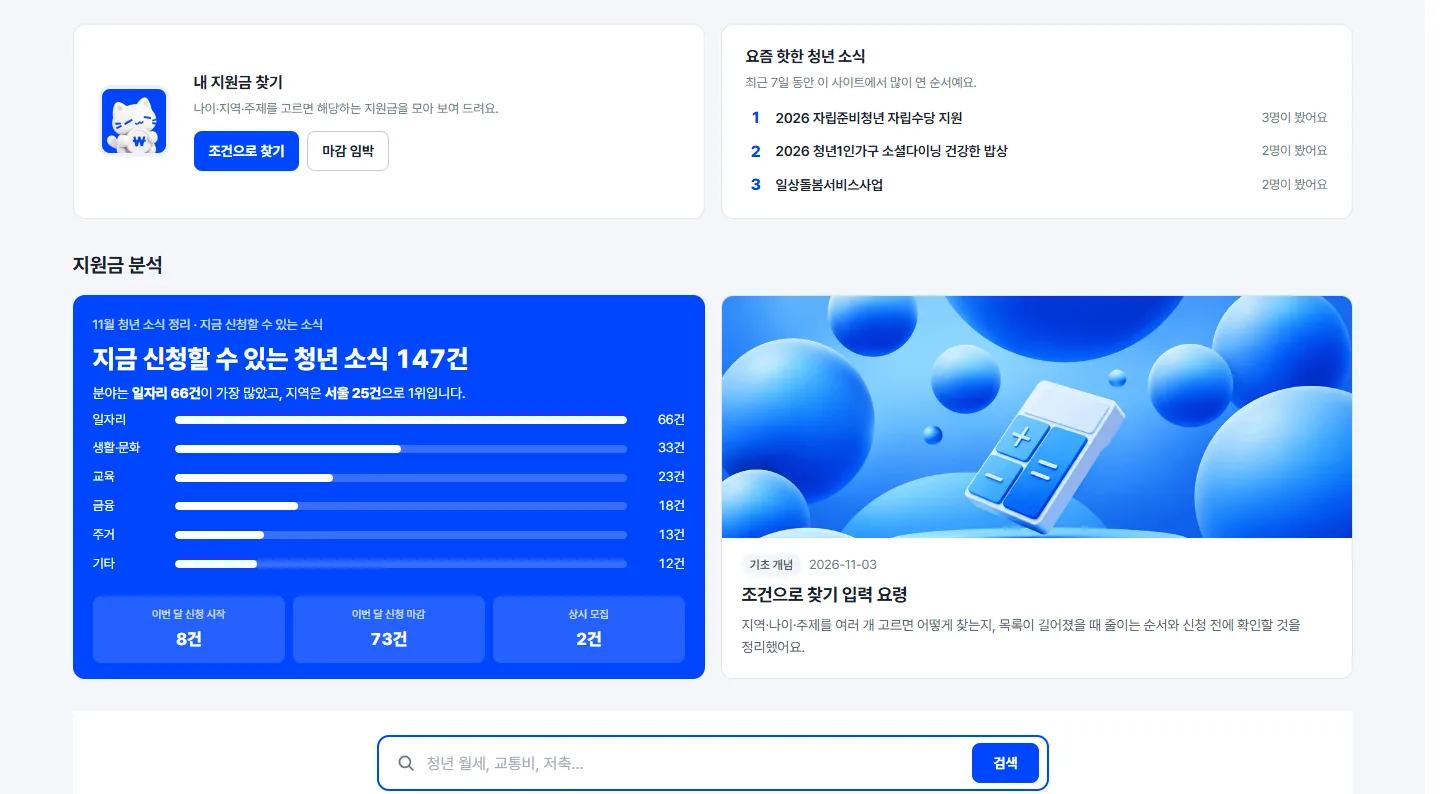 내 지원금 찾기
나이·지역·주제를 고르면 해당하는 지원금을 모아 보여 드려요.
조건으로 찾기
마감 임박
요즘 핫한 청년 소식
최근 7일 동안 이 사이트에서 많이 연 순서예요.
1 2026 자립준비청년 자립수당 지원 3명이 봤어요
2 2026 청년1인가구 소셜다이닝 건강한 밥상 2명이 봤어요
3 일상돌봄서비스사업 2명이 봤어요
지원금 분석
11월 청년 소식 정리 · 지금 신청할 수 있는 소식
지금 신청할 수 있는 청년 소식 147건
분야는 일자리 66건이 가장 많았고, 지역은 서울 25건으로 1위입니다.
일자리 66건
생활·문화 33건
교육 23건
금융 18건
주거 13건
기타 12건
이번 달 신청 시작
8건
이번 달 신청 마감
73건
상시 모집
2건
기초 개념 2026-11-03
조건으로 찾기 입력 요령
지역·나이·주제를 여러 개 고르면 어떻게 찾는지, 목록이 길어졌을 때 줄이는 순서와 신청 전에 확인할 것을
정리했어요.
청년 월세, 교통비, 저축...
검색